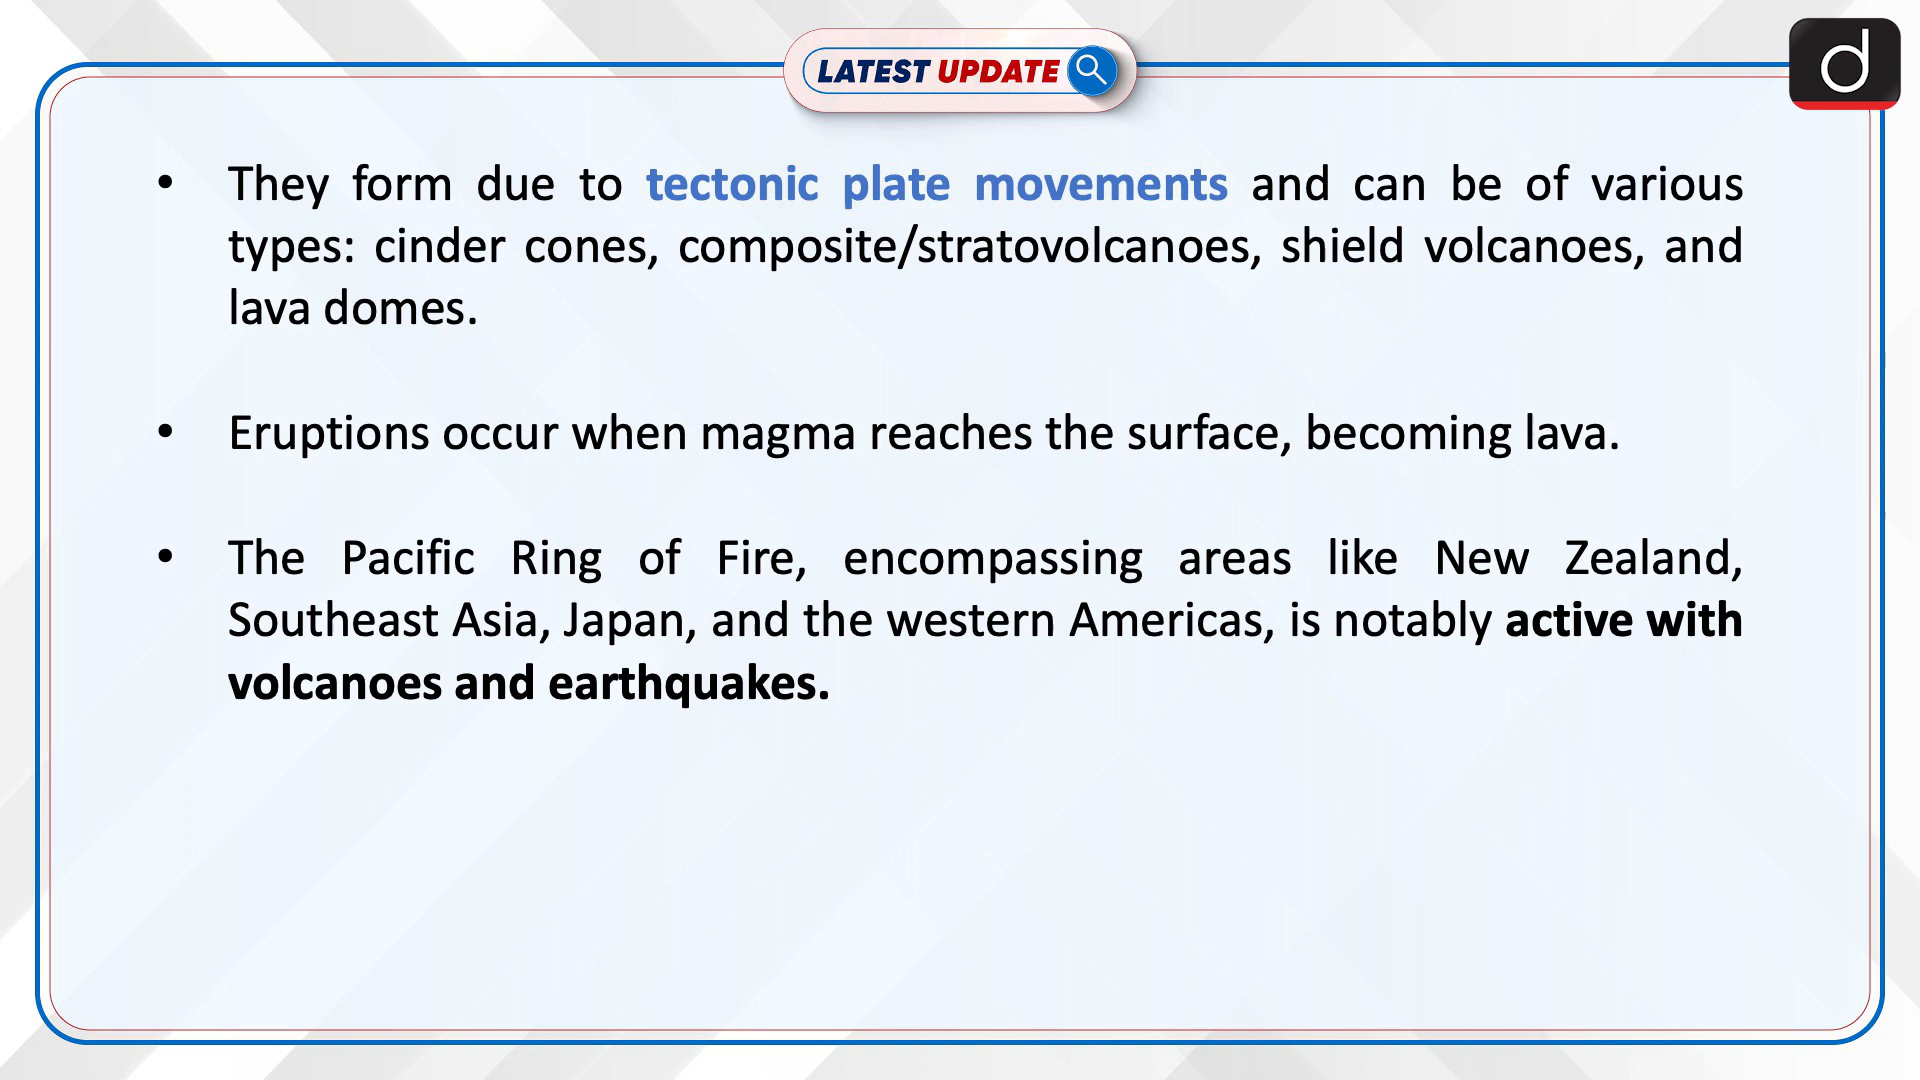 LATEST UPDATE
d
• They form due to tectonic plate movements and can be of various
types: cinder cones, composite/stratovolcanoes, shield volcanoes, and
lava domes.
• Eruptions occur when magma reaches the surface, becoming lava.
• The Pacific Ring of Fire, encompassing areas like New Zealand,
Southeast Asia, Japan, and the western Americas, is notably active with
volcanoes and earthquakes.